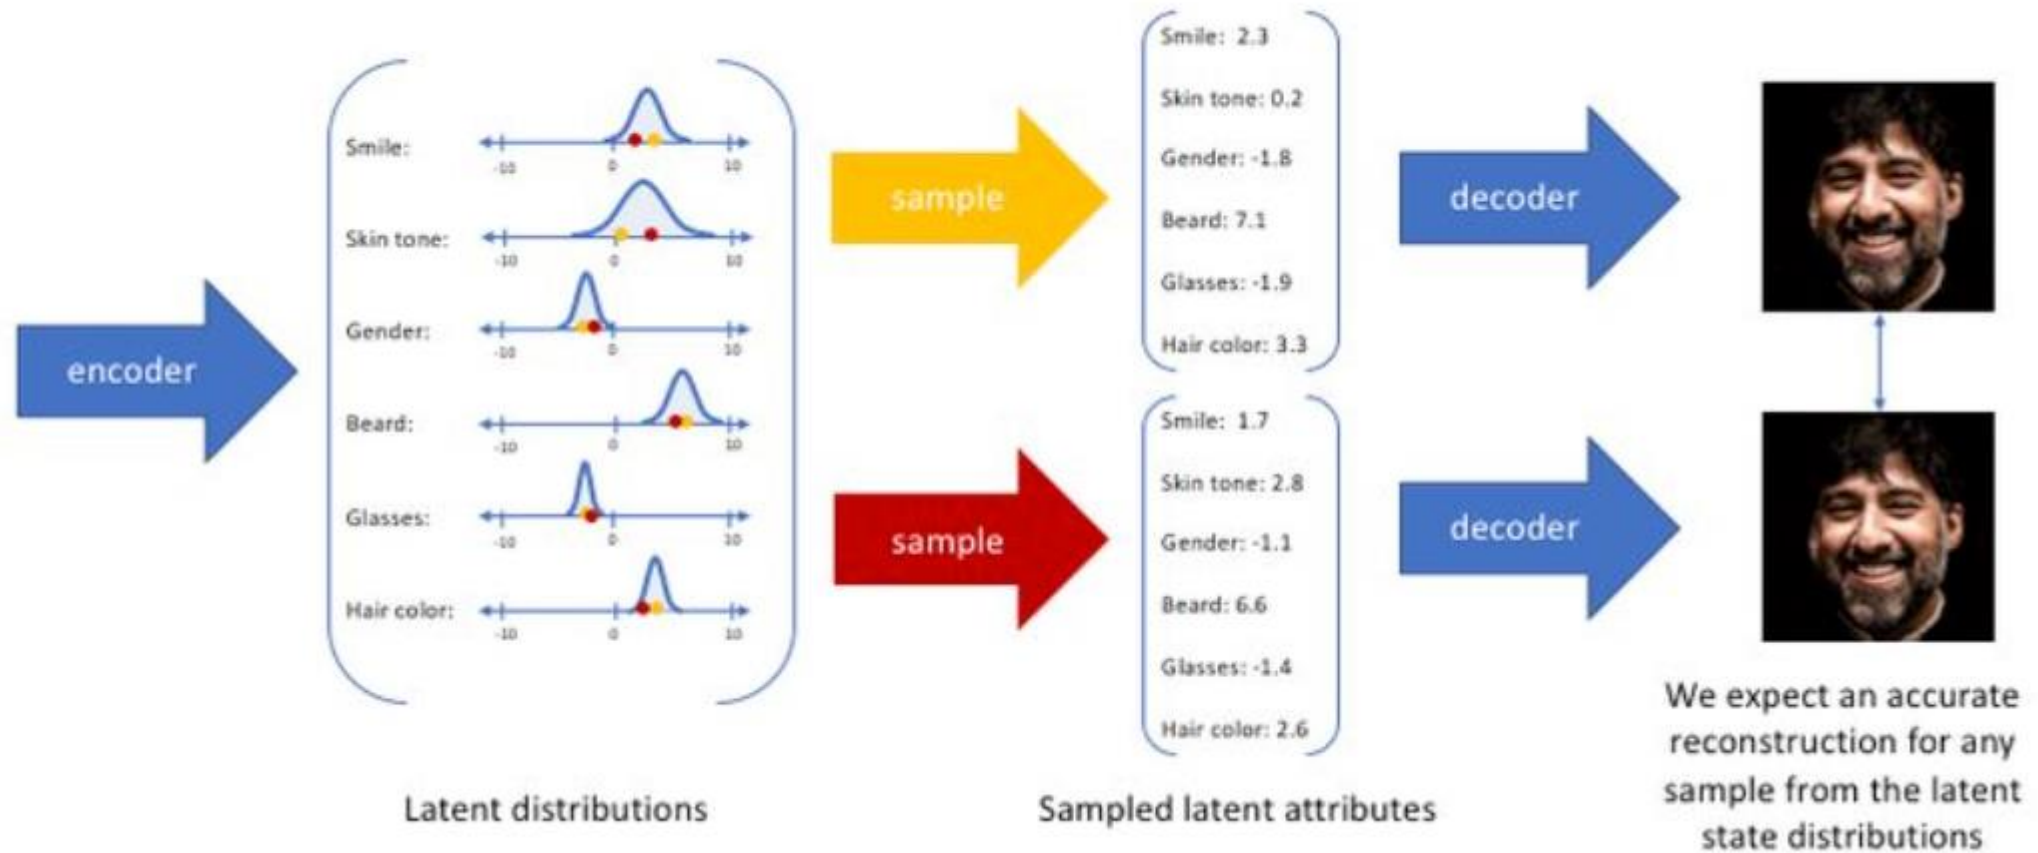 encoder
Smile:
-10 0 10
Skin tone:
-10 0 10
Gender:
-10 0 10
Beard:
-10 0 10
Glasses:
-10 0 10
Hair color:
-10 0 10
Latent distributions
sample
sample
Smile: 2.3
Skin tone: 0.2
Gender: -1.8
Beard: 7.1
Glasses: -1.9
Hair color: 3.3
Smile: 1.7
Skin tone: 2.8
Gender: -1.1
Beard: 6.6
Glasses: -1.4
Hair color: 2.6
Sampled latent attributes
decoder
decoder
We expect an accurate
reconstruction for any
sample from the latent
state distributions